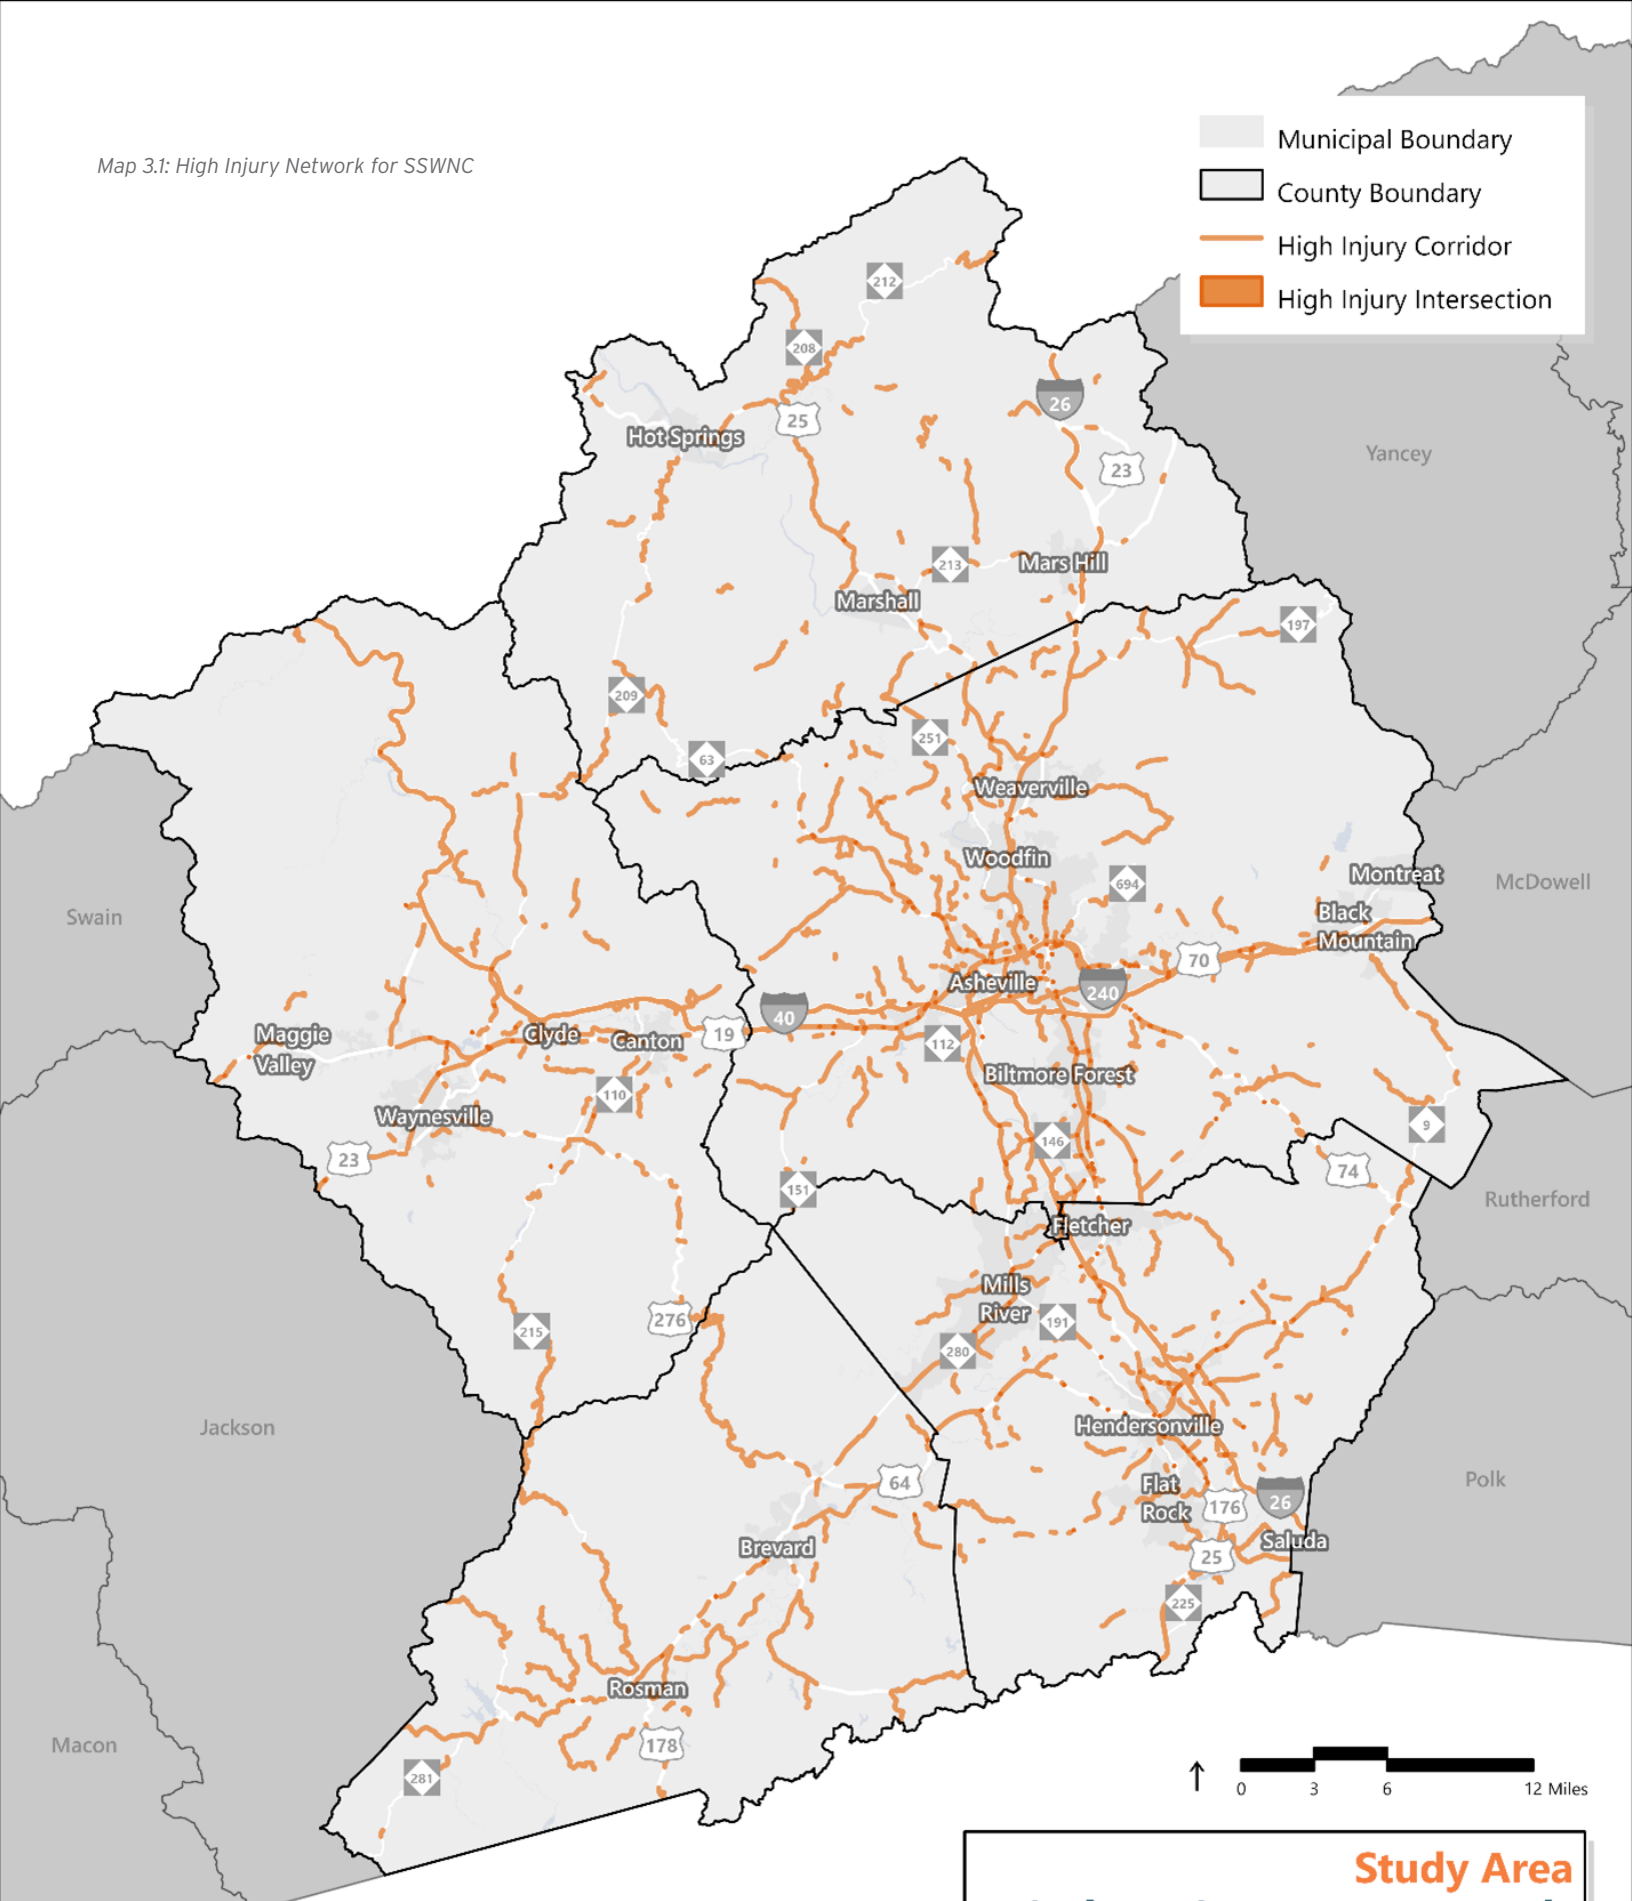 Map 3.1: High Injury Network for SSWNC
Municipal Boundary
County Boundary
High Injury Corridor
High Injury Intersection
212
208
26
25
Hot Springs
23
Yancey
213
Mars Hill
Marshall
197
209
251
63
Weaverville
Woodfin
694
Montreat
McDowell
Swain
Black
Mountain
70
Asheville
240
40
Maggie
Valley
Clyde
Canton
19
112
Biltmore Forest
110
Waynesville
9
146
23
74
151
Rutherford
Fletcher
Mills
River
276
191
215
280
Jackson
Hendersonville
64
Flat
Rock
176
26
Polk
Saluda
Brevard
25
225
Rosman
Macon
178
281
0 3 6 12 Miles
Study Area